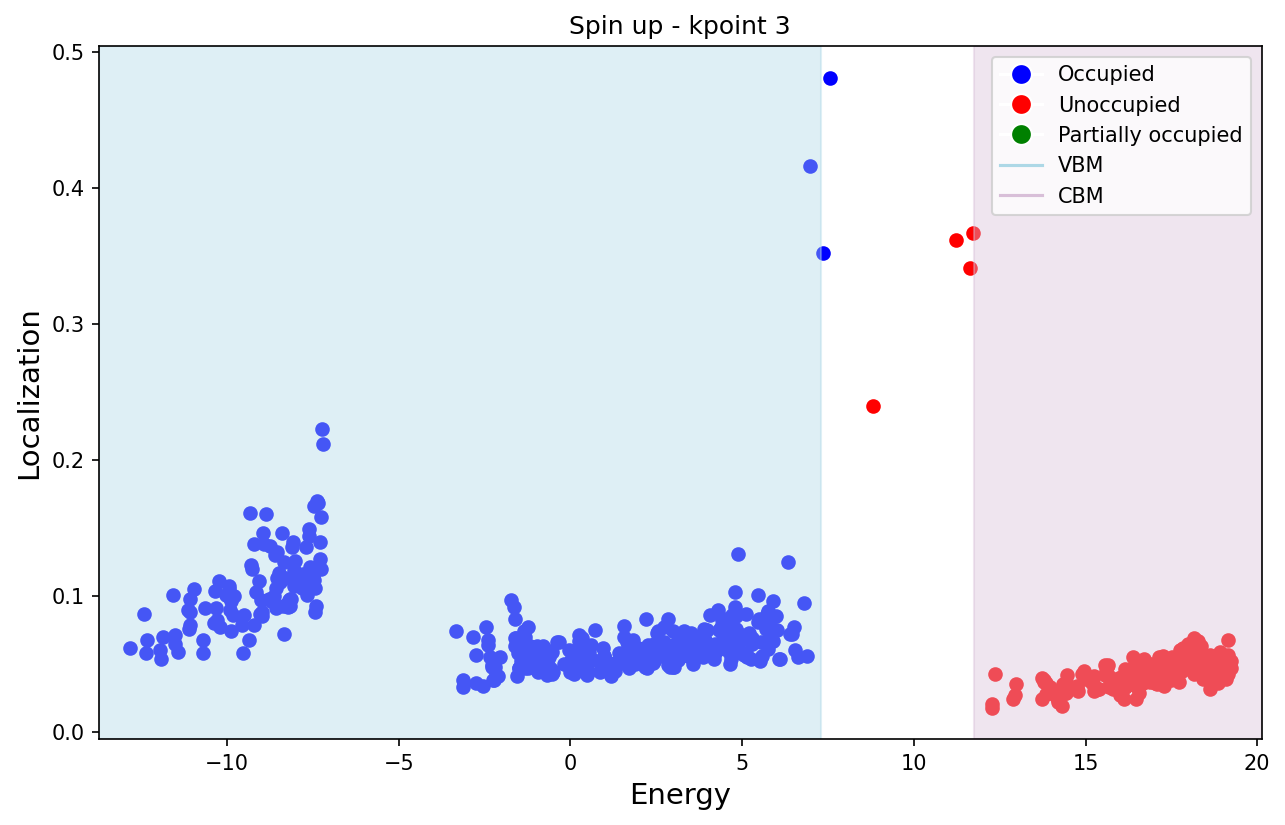 Spin up - kpoint 3
0.5
0.4
0.3
0.2
0.1
0.0
Localization
Occupied
Unoccupied
Partially occupied
VBM
CBM
−10
−5
0
5
10
15
20
Energy